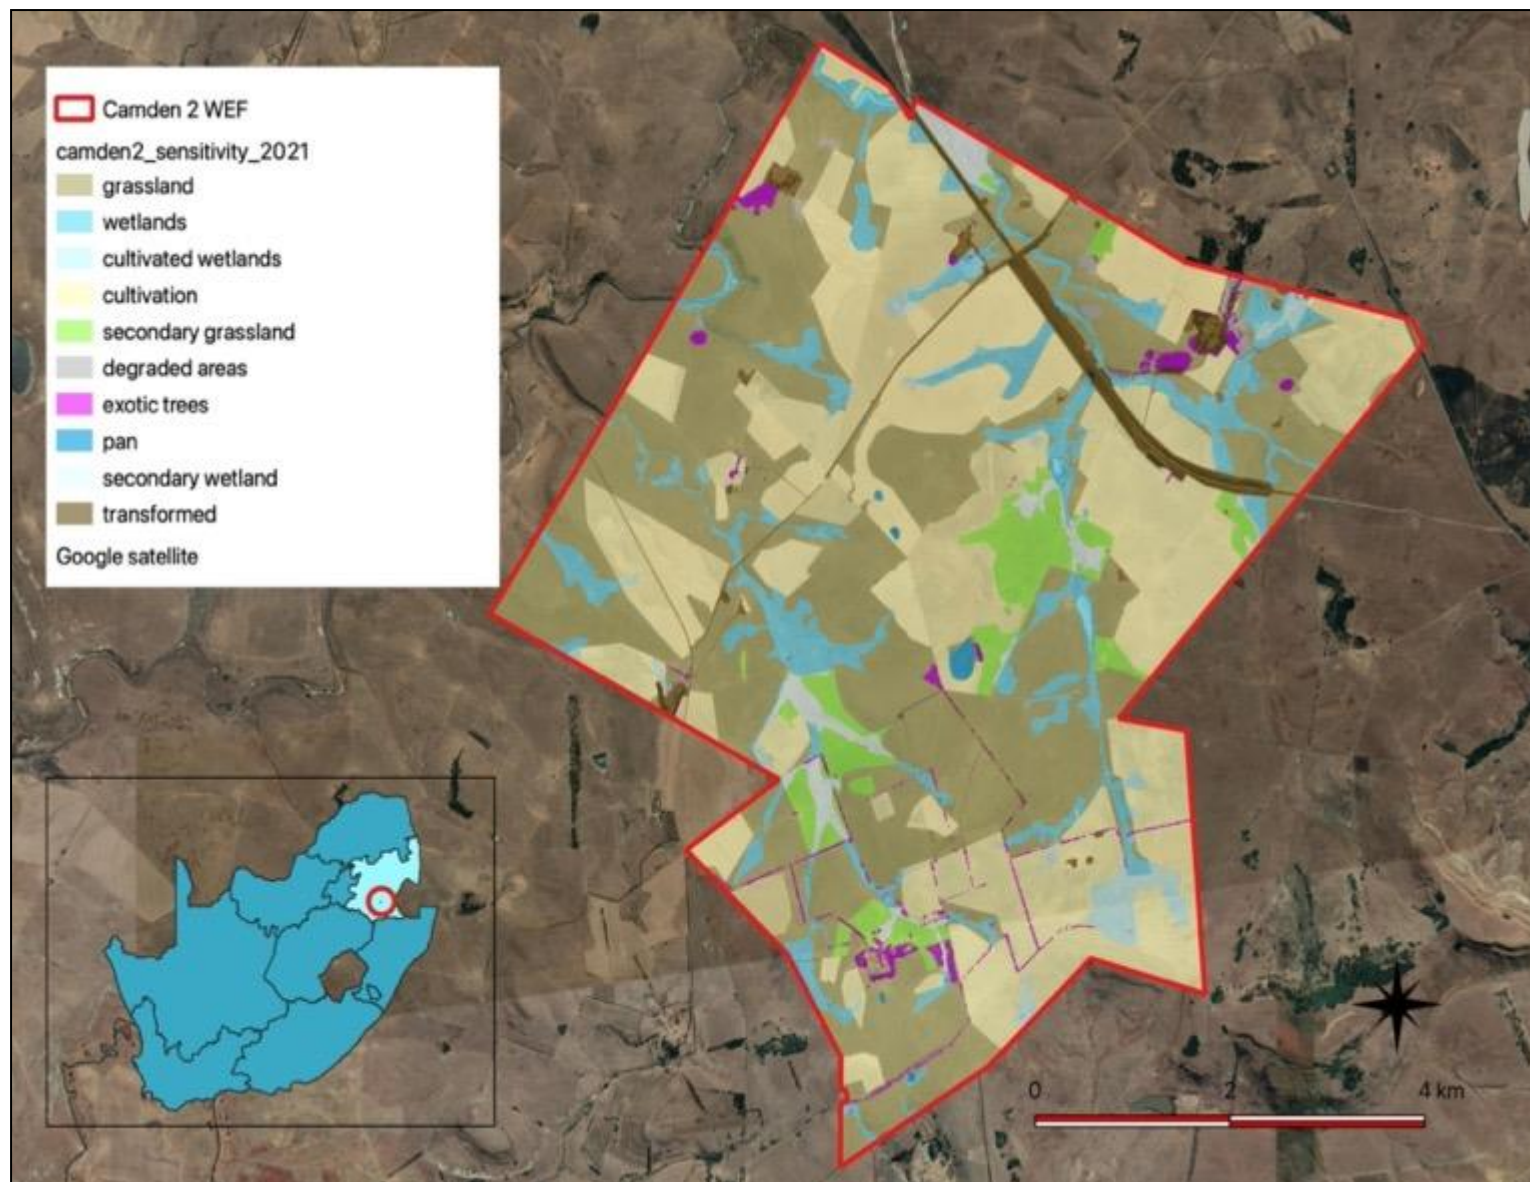 Camden 2 WEF
camden2_sensitivity_2021
grassland
wetlands
cultivated wetlands
cultivation
secondary grassland
degraded areas
exotic trees
pan
secondary wetland
transformed
Google satellite
0 2 4 km